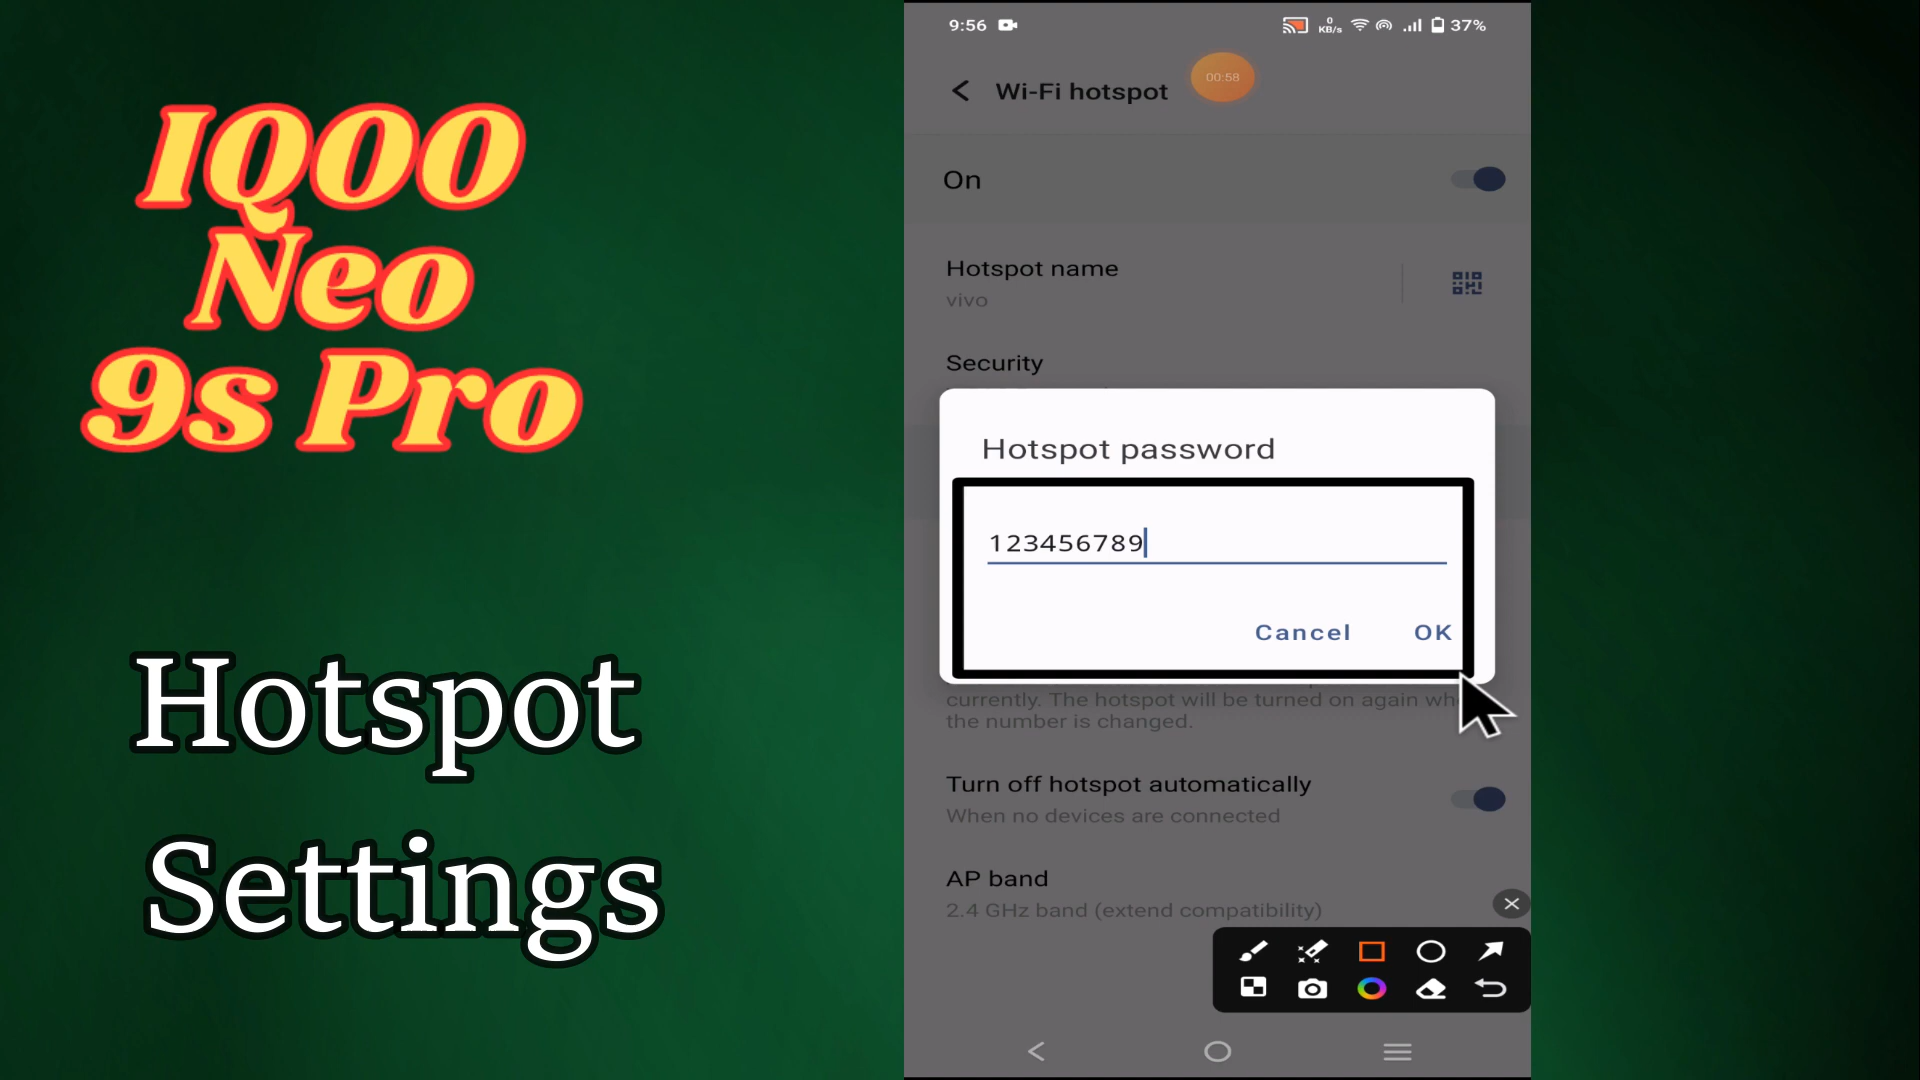 IQOO
Neo
9s Pro
Hotspot
Settings
9:56
0
KB/s
37%
Wi-Fi hotspot
00:58
On
Hotspot name
vivo
Security
Hotspot password
123456789
Cancel
OK
currently. The hotspot will be turned on again wh
the number is changed.
Turn off hotspot automatically
When no devices are connected
AP band
2.4 GHz band (extend compatibility)